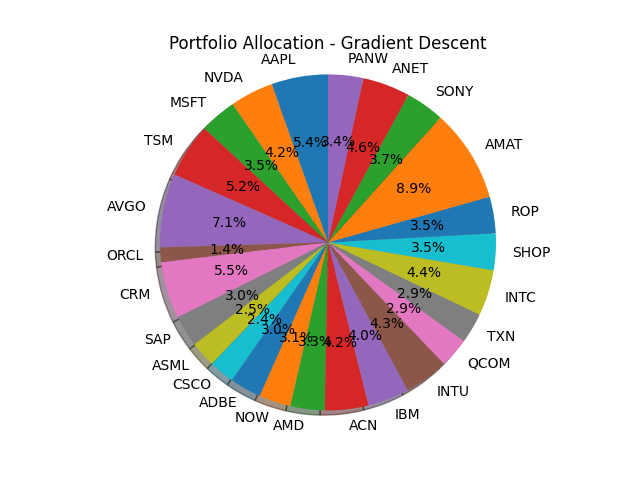 Portfolio Allocation - Gradient Descent
AAPL
5.4%
NVDA
4.2%
MSFT
3.5%
TSM
5.2%
AVGO
7.1%
ORCL
1.4%
CRM
5.5%
SAP
3.0%
ASML
2.5%
CSCO
2.4%
ADBE
3.0%
NOW
3.1%
AMD
3.3%
ACN
4.2%
IBM
4.0%
INTU
4.3%
QCOM
2.9%
TXN
2.9%
INTC
4.4%
SHOP
3.5%
ROP
3.5%
AMAT
8.9%
SONY
3.7%
ANET
4.6%
PANW
3.4%